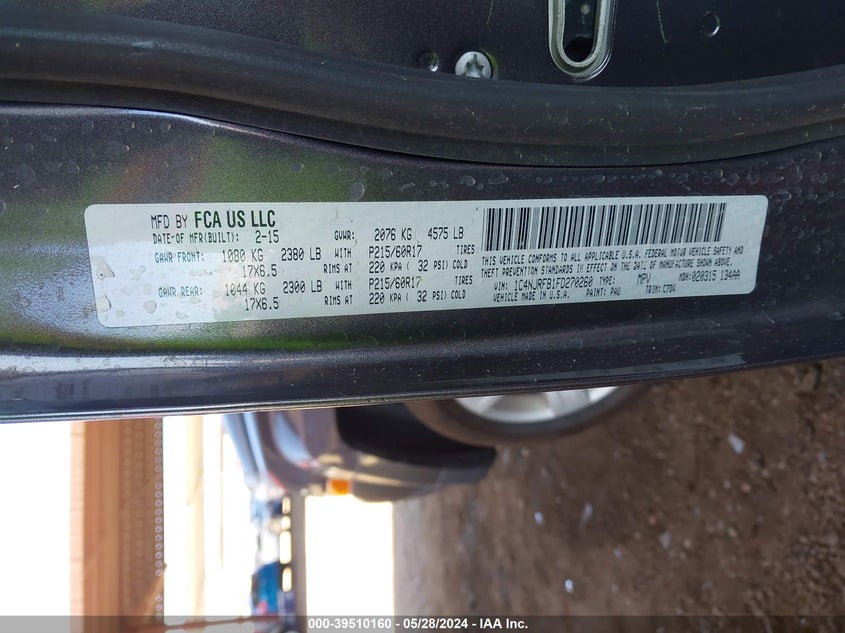 MFD BY FCA US LLC
DATE-OF-MFR(BUILT): 2-15 GVWR: 2076 KG 4575 LB
GAWR FRONT: 1080 KG 2380 LB WITH P215/60R17 TIRES
17X6.5 RIMS AT 220 KPA ( 32 PSI) COLD
GAWR REAR: 1044 KG 2300 LB WITH P215/60R17 TIRES
17X6.5 RIMS AT 220 KPA ( 32 PSI) COLD
THIS VEHICLE CONFORMS TO ALL APPLICABLE U.S.A. FEDERAL MOTOR VEHICLE SAFETY AND
THEFT PREVENTION STANDARDS IN EFFECT ON THE DATE OF MANUFACTURE SHOWN ABOVE.
VIN: 1C4NJRFB1FD270260 TYPE: MPV MDH:020315 134AA
VEHICLE MADE IN U.S.A. PAINT: PAU TRIM: C7DV
000-39510160 - 05/28/2024 - IAA Inc.